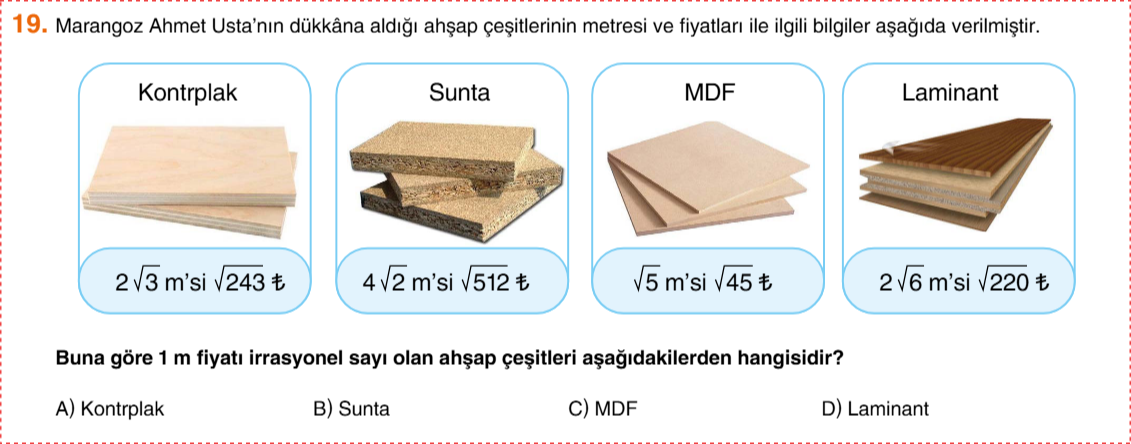 19. Marangoz Ahmet Usta'nın dükkâna aldığı ahşap çeşitlerinin metresi ve fiyatları ile ilgili bilgiler aşağıda verilmiştir.
Kontrplak
Sunta
MDF
Laminant
2√3 m'si √243 ₺
4√2 m'si √512 ₺
√5 m'si √45 ₺
2√6 m'si √220 ₺
Buna göre 1 m fiyatı irrasyonel sayı olan ahşap çeşitleri aşağıdakilerden hangisidir?
A) Kontrplak
B) Sunta
C) MDF
D) Laminant